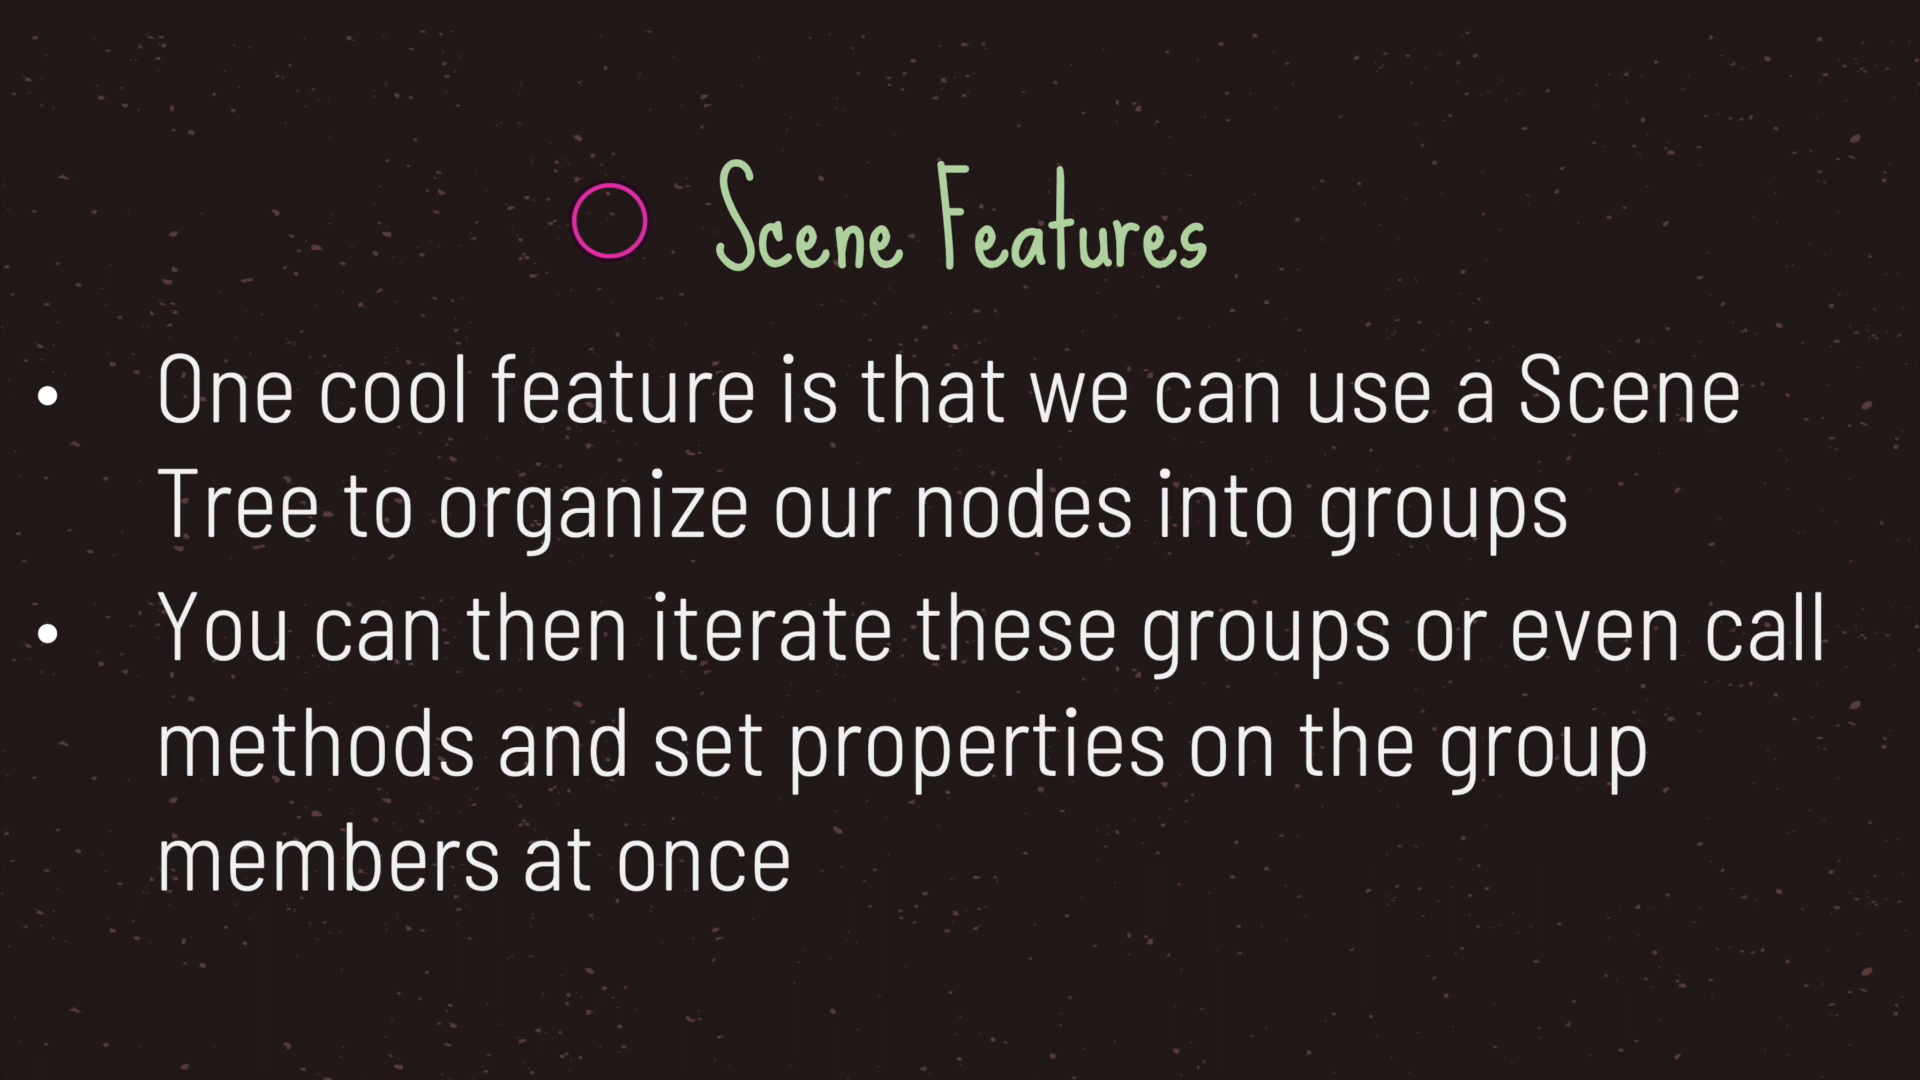 Scene Features
• One cool feature is that we can use a Scene
Tree to organize our nodes into groups
• You can then iterate these groups or even call
methods and set properties on the group
members at once